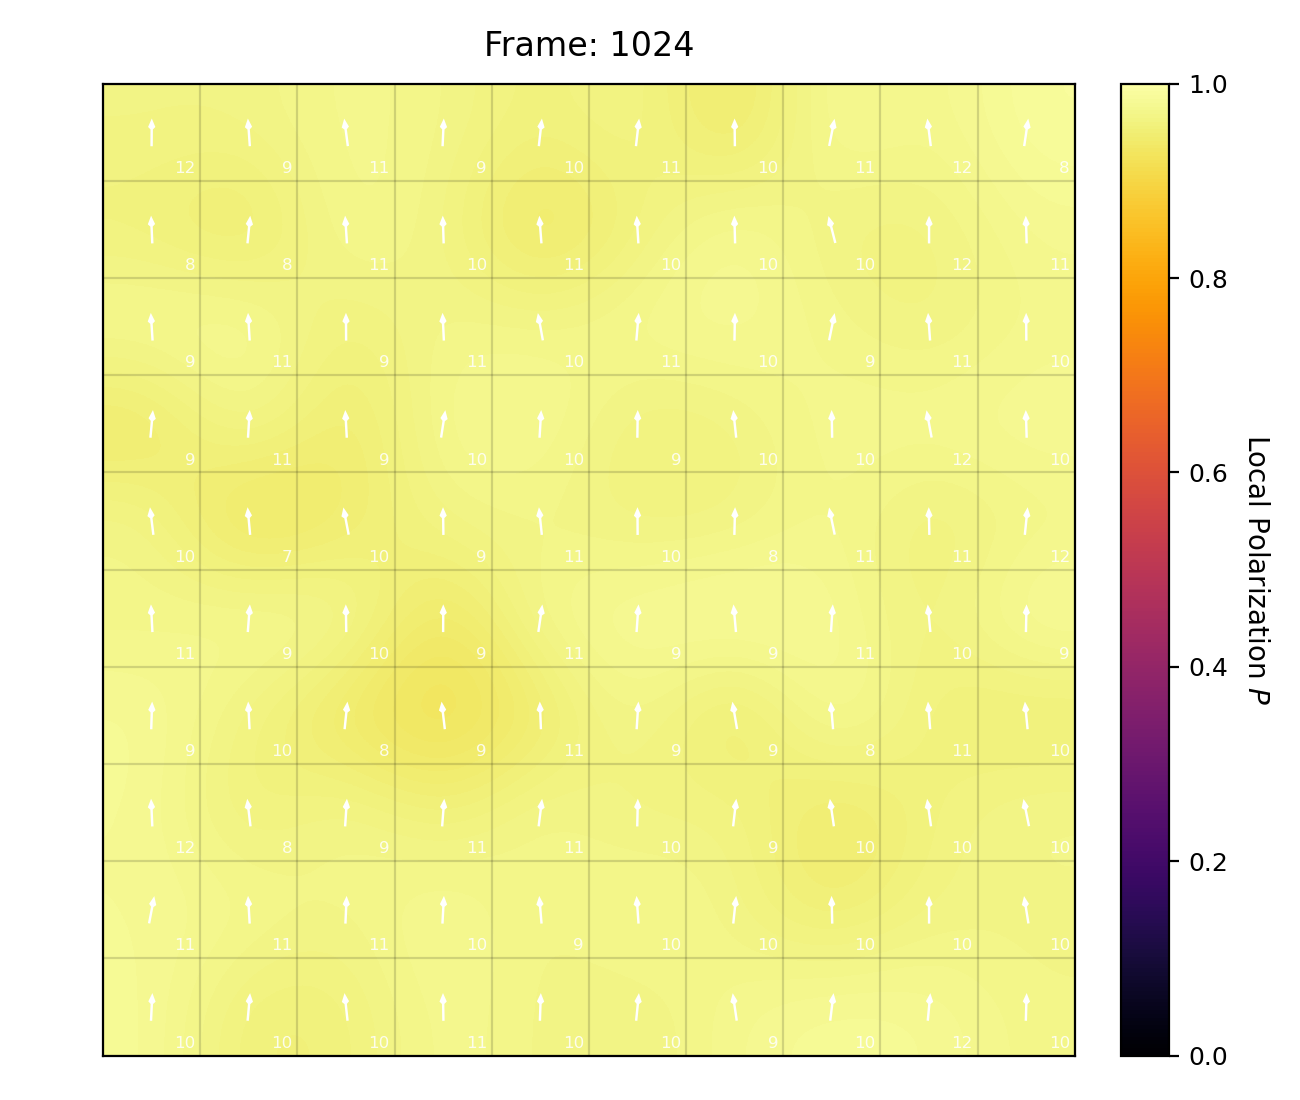 Frame: 1024
12 9 11 9 10 11 10 11 12 8
8 8 11 10 11 10 10 10 12 11
9 11 9 11 10 11 10 9 11 10
9 11 9 10 10 9 10 10 12 10
10 7 10 9 11 10 8 11 11 12
11 9 10 9 11 9 9 11 10 9
9 10 8 9 11 9 9 8 11 10
12 8 9 11 11 10 9 10 10 10
11 11 11 10 9 10 10 10 10 10
10 10 10 11 10 10 9 10 12 10
1.0
0.8
0.6
0.4
0.2
0.0
Local Polarization P